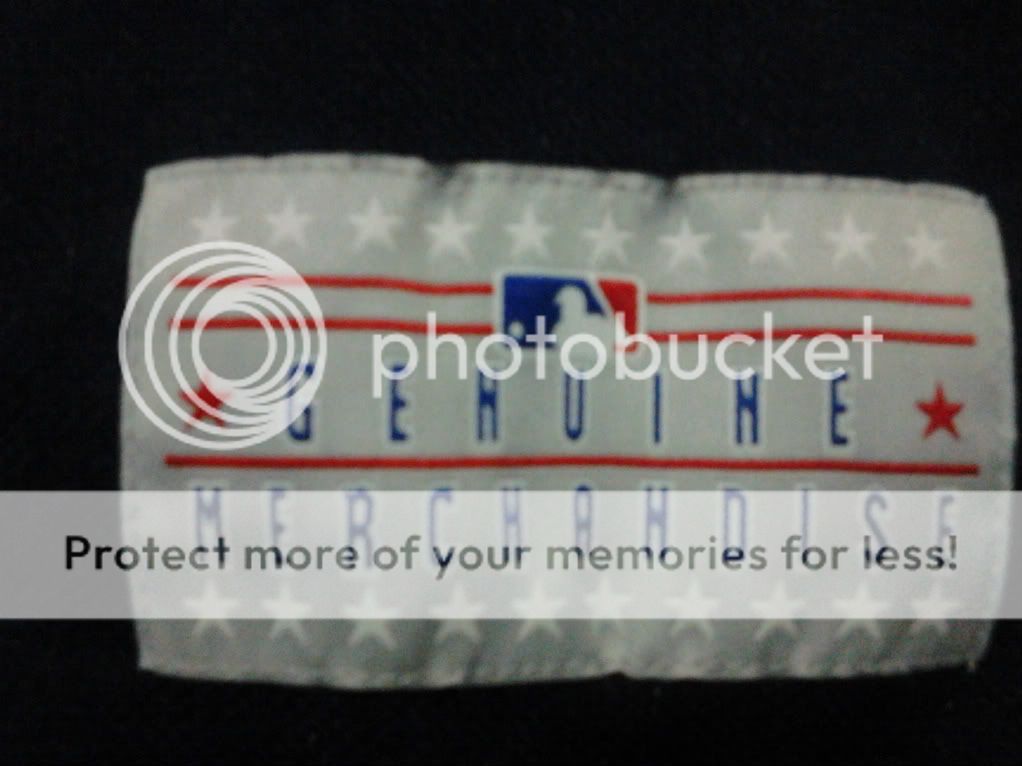 photobucket
GENUINE
MERCHANDISE
Protect more of your memories for less!